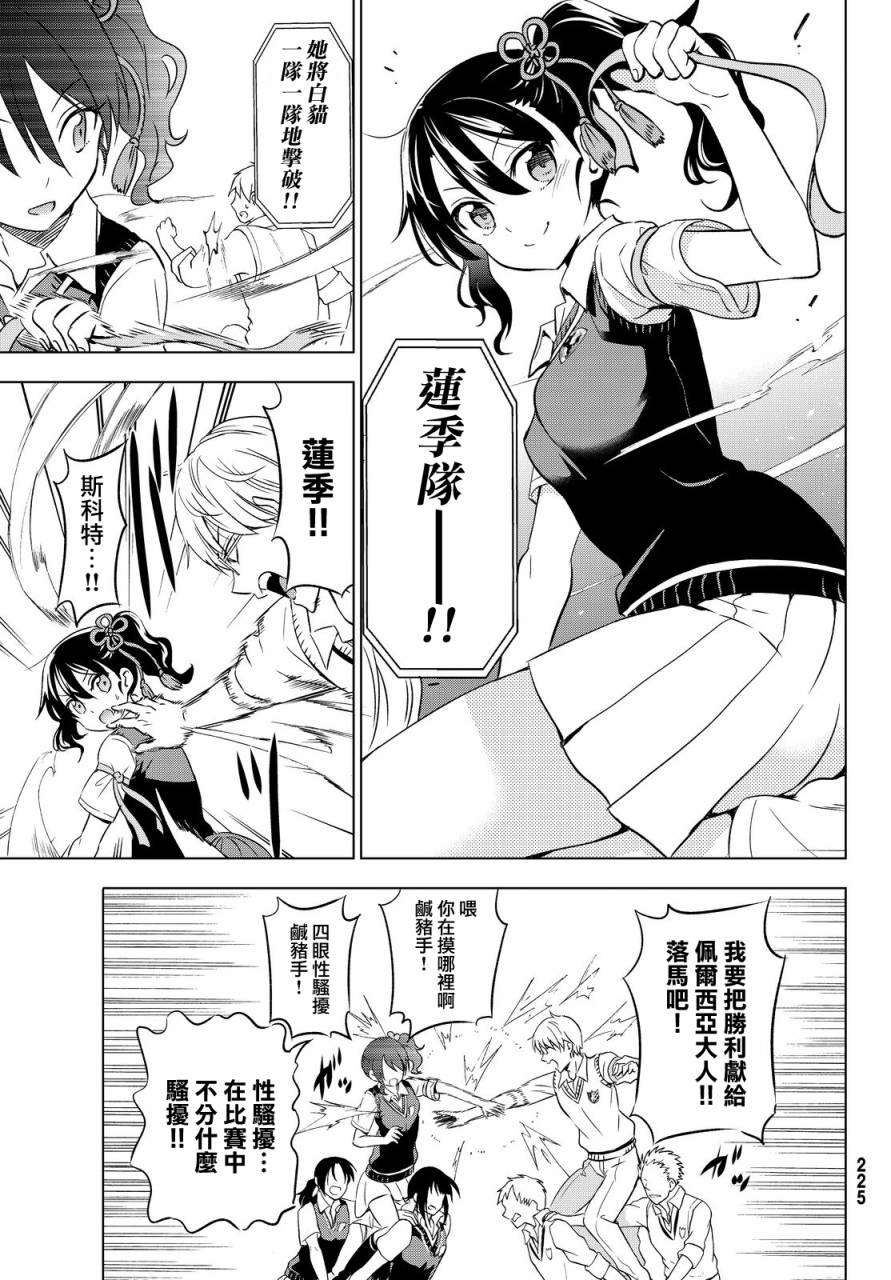 蓮季隊——!!
她將白貓
一隊一隊地擊破!!
蓮季!!
斯科特…!!
我要把勝利獻給
佩爾西亞大人!!
落馬吧！
喂
你在摸哪裡啊
鹹豬手！
四眼性騷擾
鹹豬手！
性騷擾…
在比賽中
不分什麼
騷擾!!
225